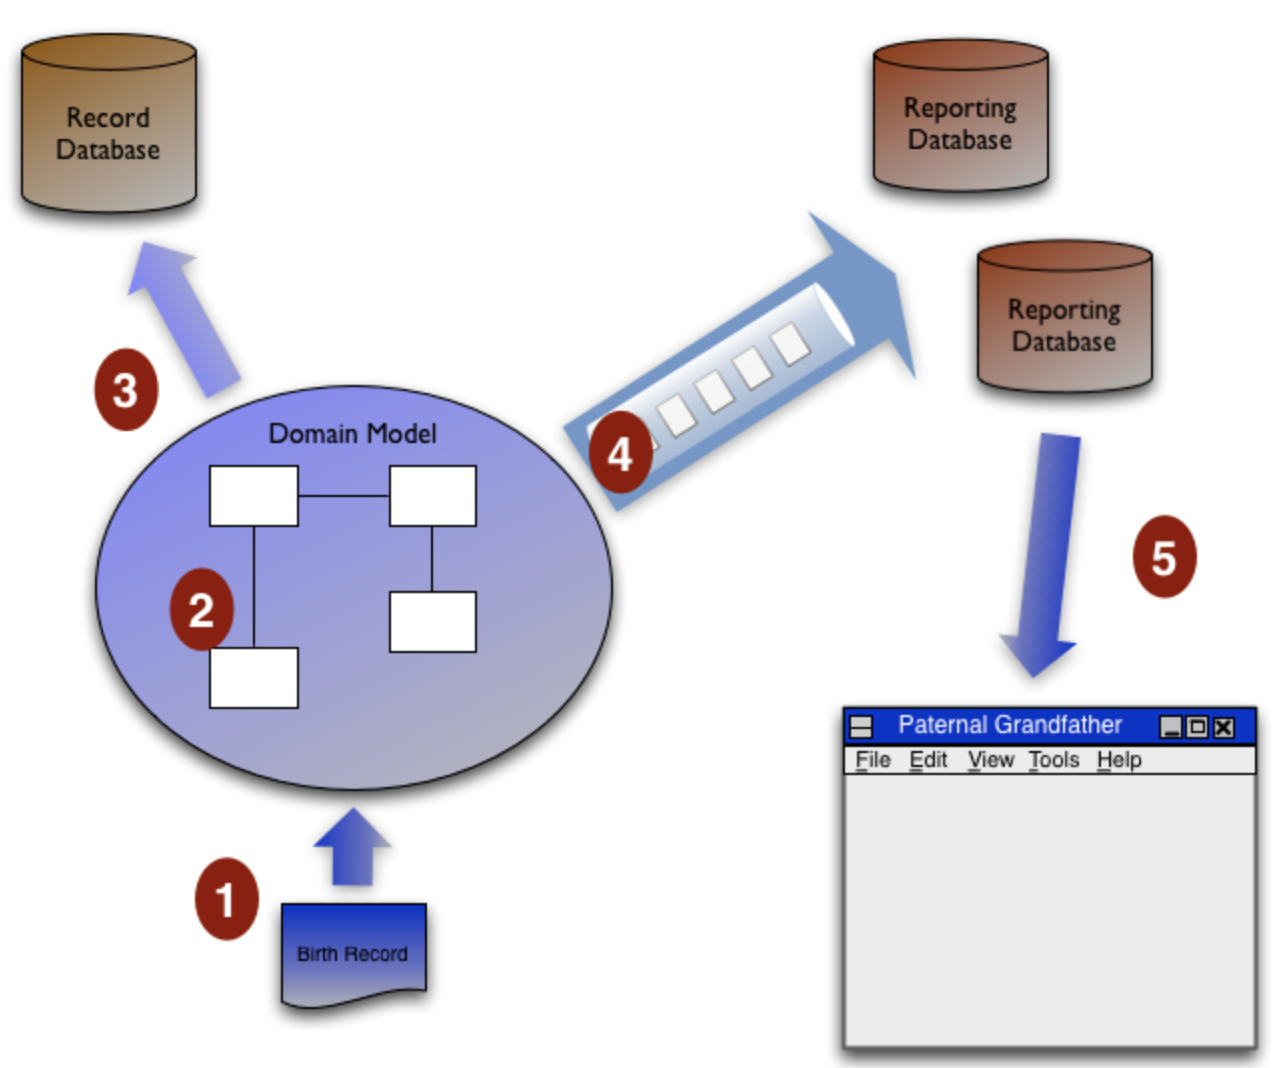 Record
Database
Reporting
Database
Reporting
Database
3
Domain Model
4
2
5
Paternal Grandfather
File Edit View Tools Help
1
Birth Record